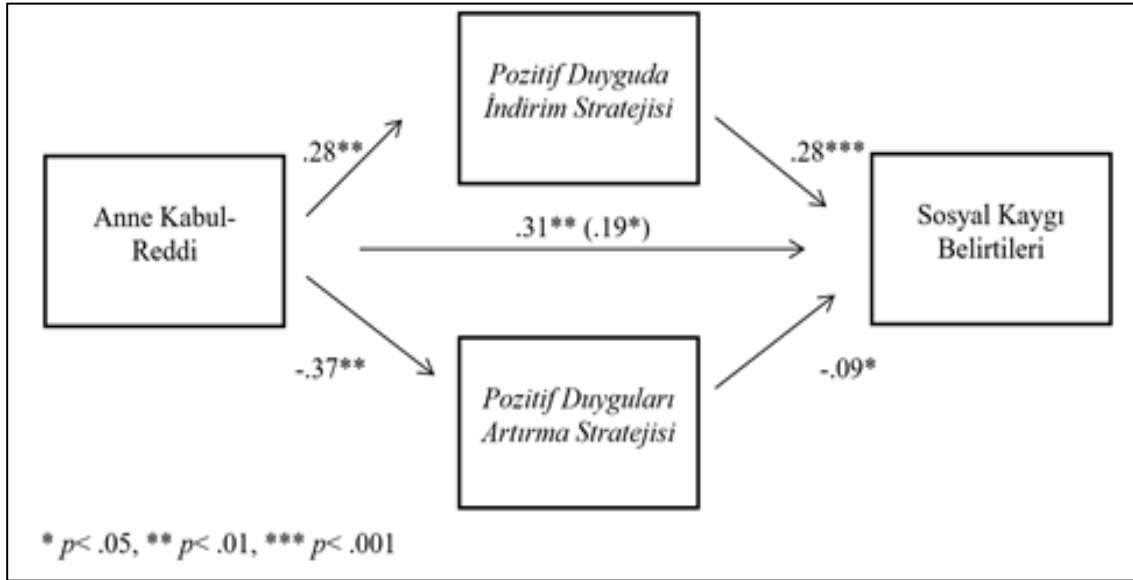 Pozitif Duyguda
İndirim Stratejisi
.28**
.28***
Anne Kabul-
Reddi
.31** (.19*)
Sosyal Kaygı
Belirtileri
-.37**
-.09*
Pozitif Duyguları
Artırma Stratejisi
* p< .05, ** p< .01, *** p< .001